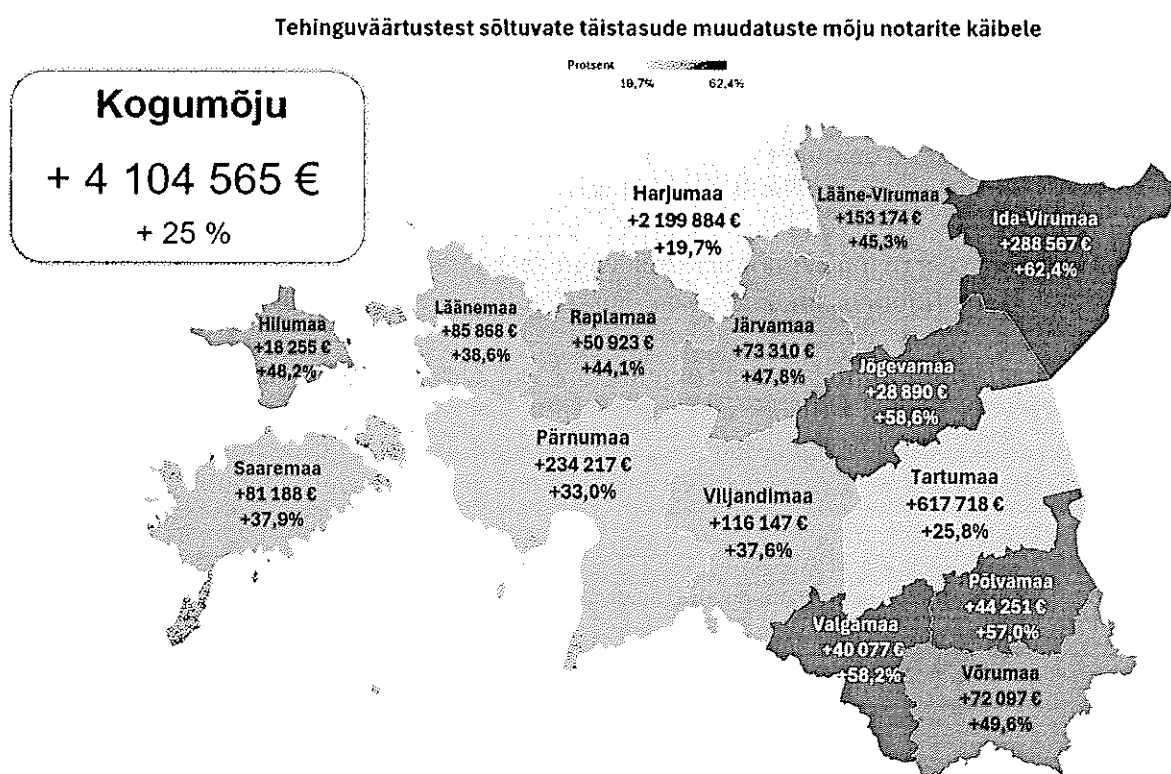 Tehinguväärtustest sõltuvate täistasude muudatuste mõju notarite käibele
Protsent
19,7% 62,4%
Kogumõju
+ 4 104 565 €
+ 25 %
Harjumaa
+2 199 884 €
+19,7%
Lääne-Virumaa
+153 174 €
+45,3%
Ida-Virumaa
+288 567 €
+62,4%
Hiiumaa
+18 255 €
+48,2%
Läänemaa
+85 868 €
+38,6%
Raplamaa
+50 923 €
+44,1%
Järvamaa
+73 310 €
+47,8%
Jõgevamaa
+28 890 €
+58,6%
Pärnumaa
+234 217 €
+33,0%
Saaremaa
+81 188 €
+37,9%
Viljandimaa
+116 147 €
+37,6%
Tartumaa
+617 718 €
+25,8%
Põlvamaa
+44 251 €
+57,0%
Valgamaa
+40 077 €
+58,2%
Võrumaa
+72 097 €
+49,6%